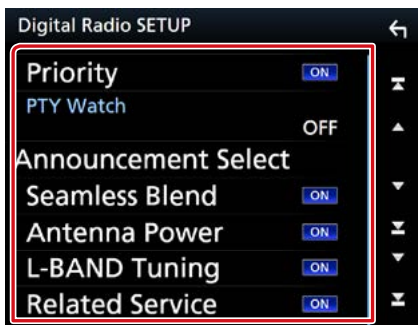 Digital Radio SETUP
Priority ON
PTY Watch
OFF
Announcement Select
Seamless Blend ON
Antenna Power ON
L-BAND Tuning ON
Related Service ON